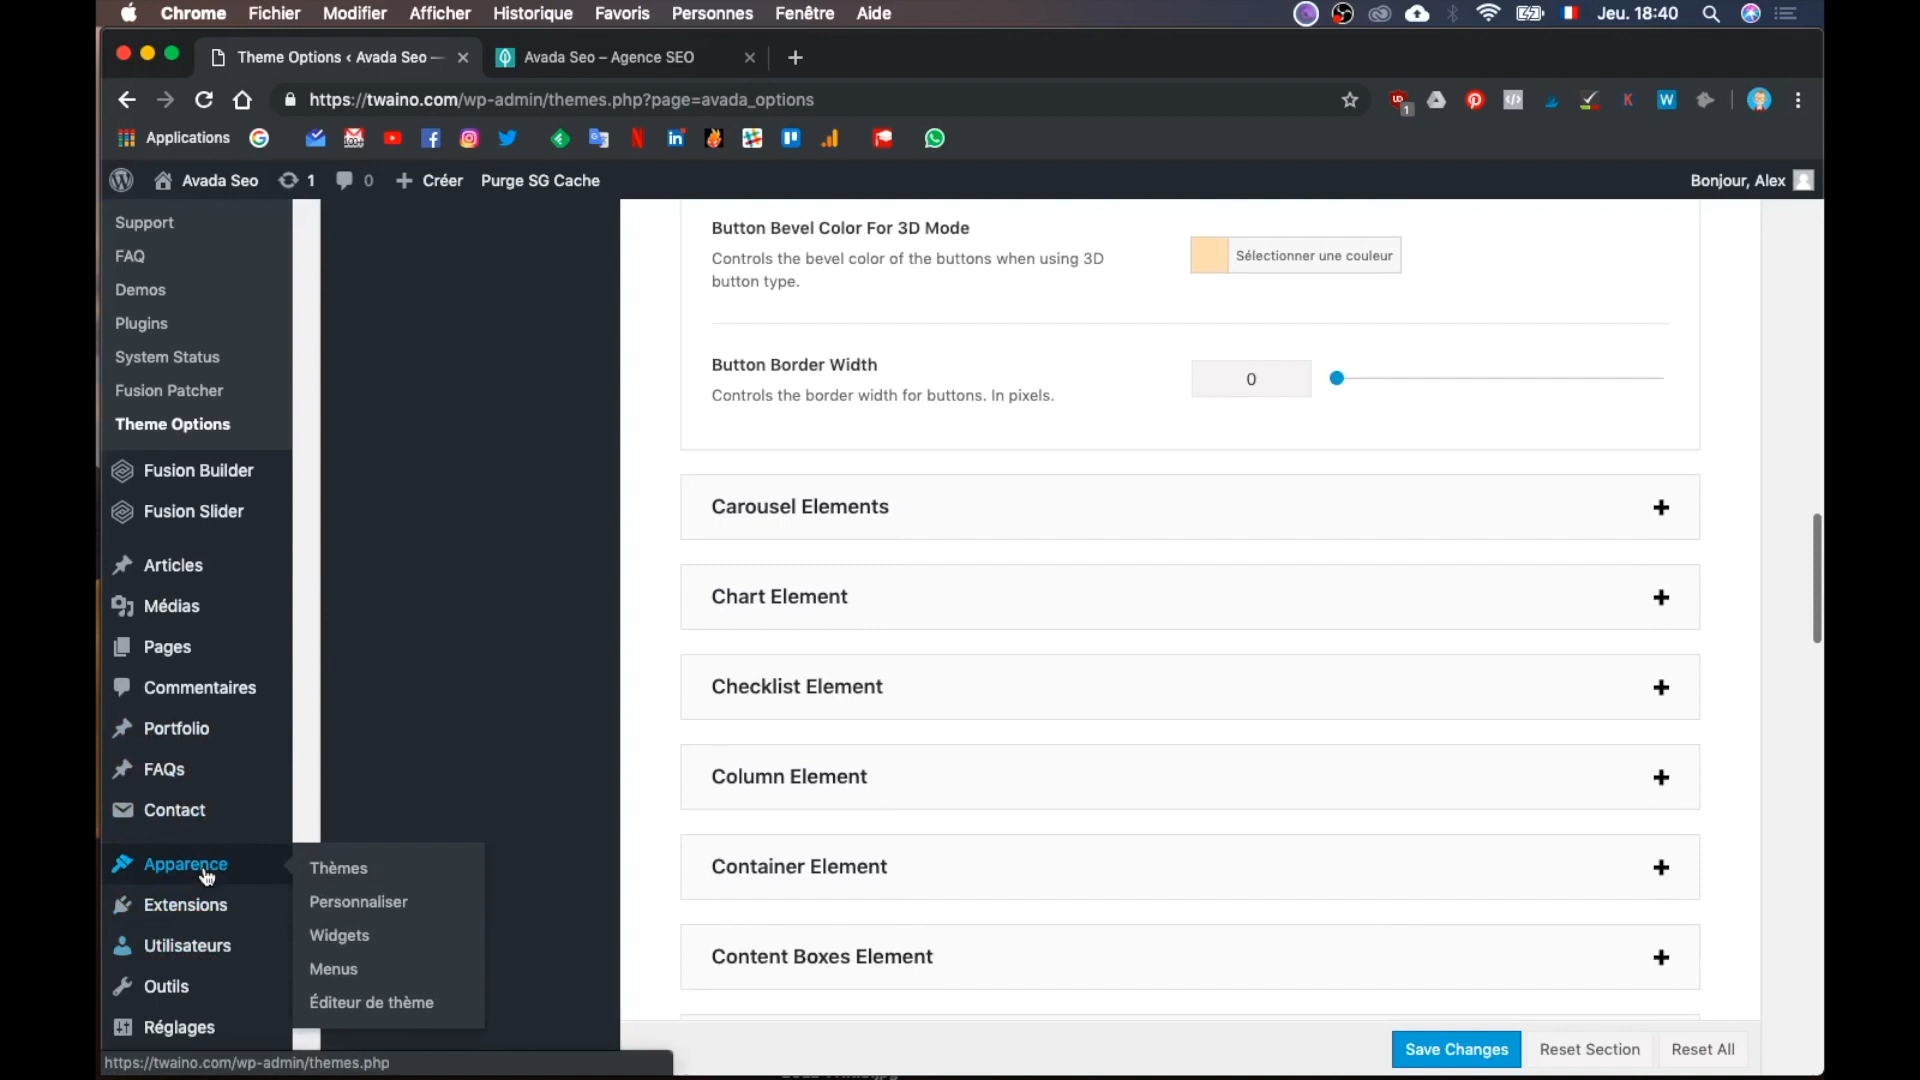 Chrome Fichier Modifier Afficher Historique Favoris Personnes Fenêtre Aide Jeu. 18:40
Theme Options ‹ Avada Seo — Avada Seo – Agence SEO
https://twaino.com/wp-admin/themes.php?page=avada_options
Applications
Avada Seo 1 0 Créer Purge SG Cache Bonjour, Alex
Support
FAQ
Demos
Plugins
System Status
Fusion Patcher
Theme Options
Fusion Builder
Fusion Slider
Articles
Médias
Pages
Commentaires
Portfolio
FAQs
Contact
Apparence
Extensions
Utilisateurs
Outils
Réglages
Thèmes
Personnaliser
Widgets
Menus
Éditeur de thème
https://twaino.com/wp-admin/themes.php
Button Bevel Color For 3D Mode
Controls the bevel color of the buttons when using 3D
button type.
Sélectionner une couleur
Button Border Width
Controls the border width for buttons. In pixels.
0
Carousel Elements
Chart Element
Checklist Element
Column Element
Container Element
Content Boxes Element
Save Changes Reset Section Reset All